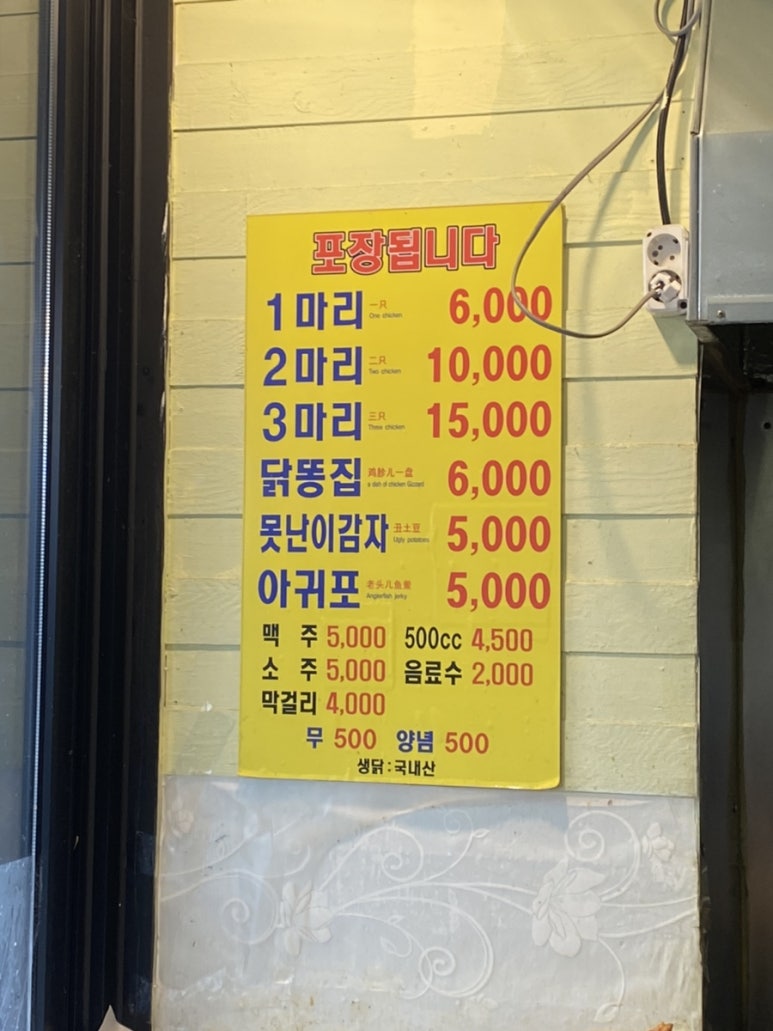 포장됩니다
1마리 一只 One chicken 6,000
2마리 二只 Two chicken 10,000
3마리 三只 Three chicken 15,000
닭똥집 鸡胗儿一盘 a dish of chicken Gizzard 6,000
못난이감자 丑土豆 Ugly potatoes 5,000
아귀포 老头儿鱼 Anglerfish jerky 5,000
맥 주 5,000 500cc 4,500
소 주 5,000 음료수 2,000
막걸리 4,000
무 500 양념 500
생닭:국내산